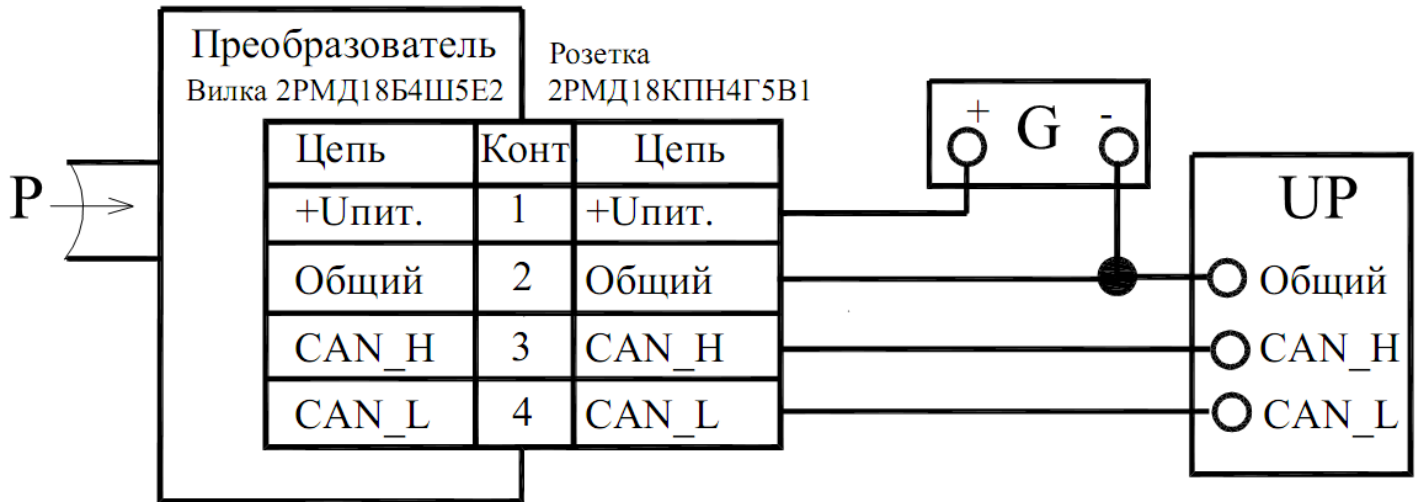 Преобразователь
Вилка 2РМД18Б4Ш5Е2
Розетка
2РМД18КПН4Г5В1
Цепь Конт Цепь
+Uпит. 1 +Uпит.
Общий 2 Общий
CAN_H 3 CAN_H
CAN_L 4 CAN_L
P
+ G -
UP
Общий
CAN_H
CAN_L